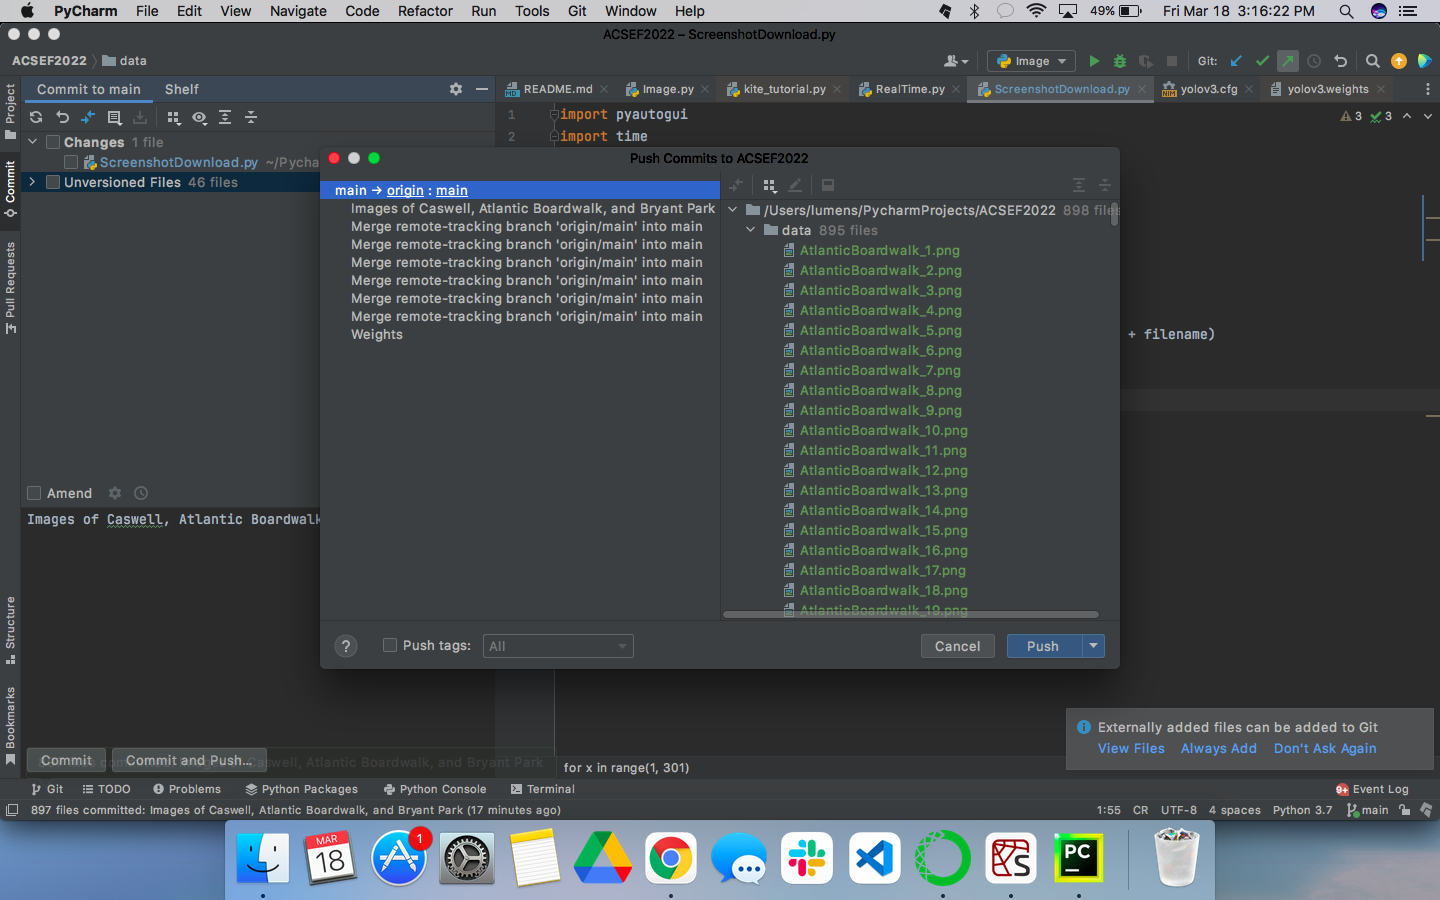 PyCharm File Edit View Navigate Code Refactor Run Tools Git Window Help 49% Fri Mar 18 3:16:22 PM
ACSEF2022 – ScreenshotDownload.py
ACSEF2022 data Image Git:
Project
Commit to main Shelf
README.md Image.py kite_tutorial.py RealTime.py ScreenshotDownload.py yolov3.cfg yolov3.weights
1 import pyautogui
2 import time
3 3
Changes 1 file
ScreenshotDownload.py ~/Pycha
Unversioned Files 46 files
Commit
Pull Requests
Push Commits to ACSEF2022
main → origin : main
Images of Caswell, Atlantic Boardwalk, and Bryant Park
Merge remote-tracking branch 'origin/main' into main
Merge remote-tracking branch 'origin/main' into main
Merge remote-tracking branch 'origin/main' into main
Merge remote-tracking branch 'origin/main' into main
Merge remote-tracking branch 'origin/main' into main
Merge remote-tracking branch 'origin/main' into main
Weights
/Users/lumens/PycharmProjects/ACSEF2022 898 files
data 895 files
AtlanticBoardwalk_1.png
AtlanticBoardwalk_2.png
AtlanticBoardwalk_3.png
AtlanticBoardwalk_4.png
AtlanticBoardwalk_5.png
AtlanticBoardwalk_6.png
AtlanticBoardwalk_7.png
AtlanticBoardwalk_8.png
AtlanticBoardwalk_9.png
AtlanticBoardwalk_10.png
AtlanticBoardwalk_11.png
AtlanticBoardwalk_12.png
AtlanticBoardwalk_13.png
AtlanticBoardwalk_14.png
AtlanticBoardwalk_15.png
AtlanticBoardwalk_16.png
AtlanticBoardwalk_17.png
AtlanticBoardwalk_18.png
AtlanticBoardwalk_19.png
+ filename)
? Push tags: All Cancel Push
Amend
Images of Caswell, Atlantic Boardwalk
Structure
Bookmarks
Externally added files can be added to Git
View Files Always Add Don't Ask Again
Commit Commit and Push...
Caswell, Atlantic Boardwalk, and Bryant Park
for x in range(1, 301)
Git TODO Problems Python Packages Python Console Terminal 9+ Event Log
897 files committed: Images of Caswell, Atlantic Boardwalk, and Bryant Park (17 minutes ago) 1:55 CR UTF-8 4 spaces Python 3.7 main
MAR
18
1
PC